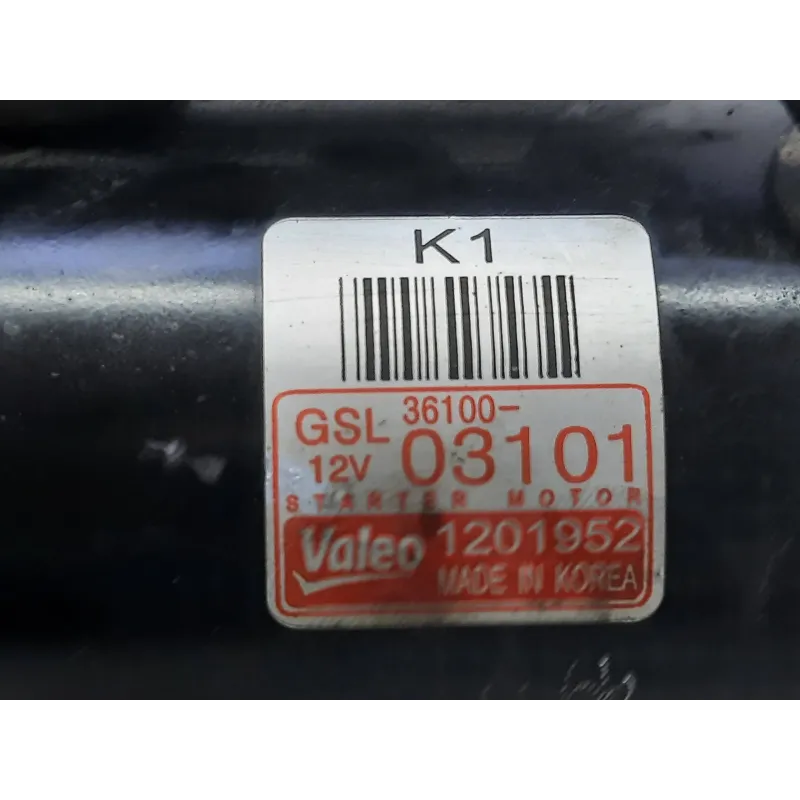 K1
GSL 36100-
12V 03101
STARTER MOTOR
Valeo 1201952
MADE IN KOREA